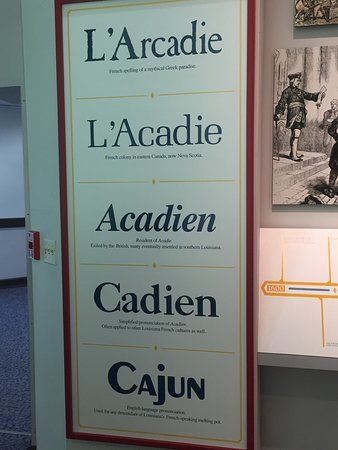 L'Arcadie
French spelling of a mythical Greek paradise.
L'Acadie
French colony in eastern Canada, now Nova Scotia.
Acadien
Resident of Acadie.
Exiled by the British, many eventually resettled in southern Louisiana.
Cadien
Simplified pronunciation of Acadien.
Often applied to other Louisiana French cultures as well.
CAJUN
English language pronunciation.
Used for any descendant of Louisiana's French-speaking melting pot.
1600